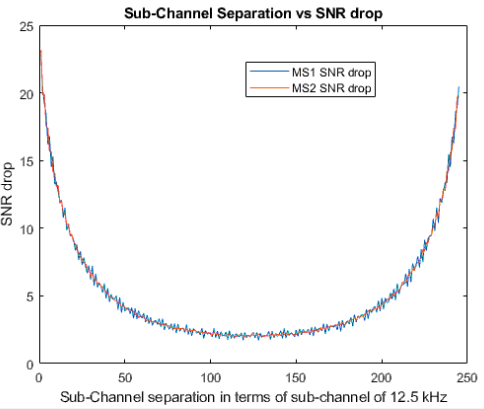 Sub-Channel Separation vs SNR drop
25
20
15
10
5
0
SNR drop
MS1 SNR drop
MS2 SNR drop
0 50 100 150 200 250
Sub-Channel separation in terms of sub-channel of 12.5 kHz